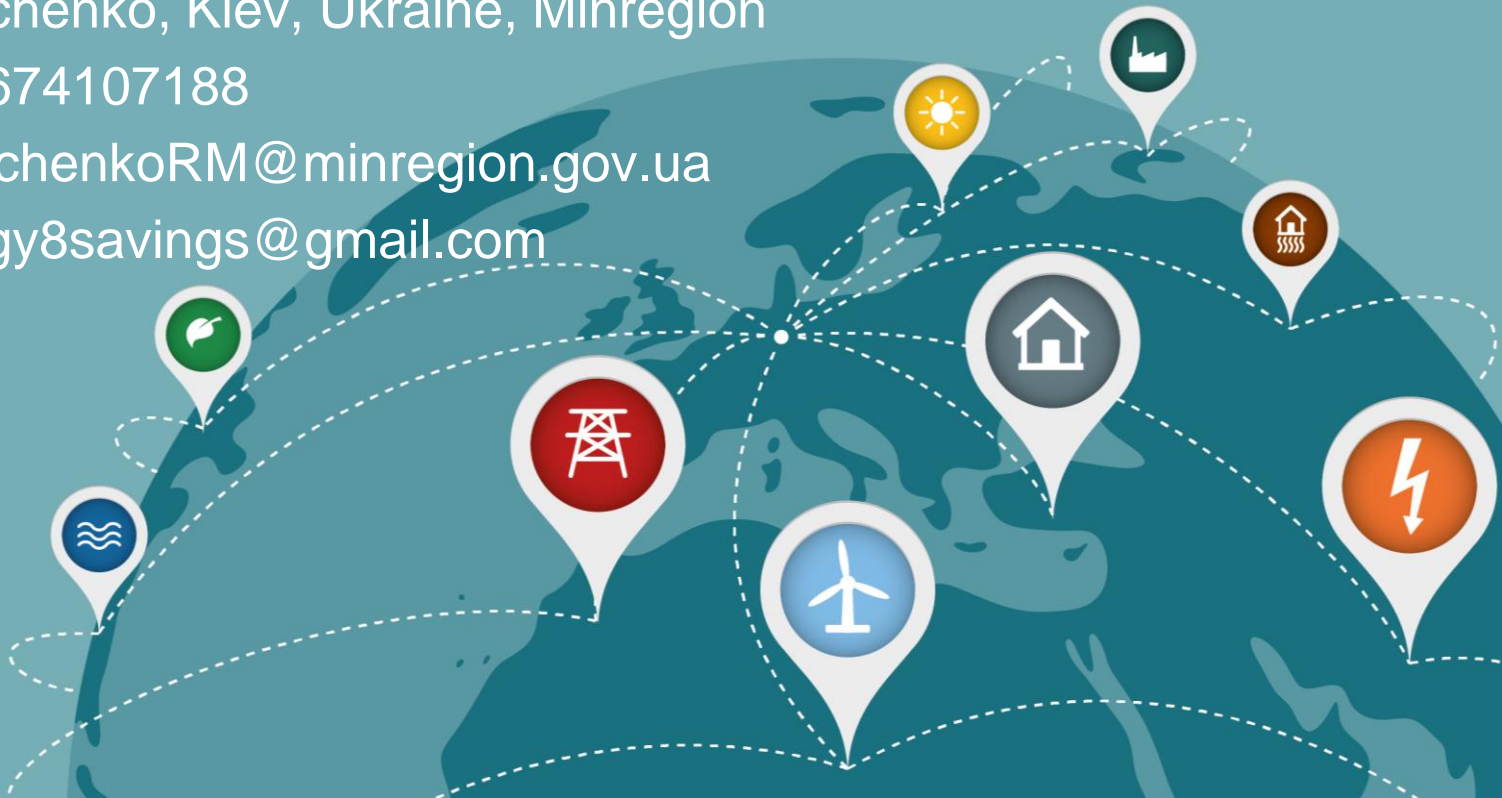 chenko, Kiev, Ukraine, Minregion
674107188
chenkoRM@minregion.gov.ua
gy8savings@gmail.com